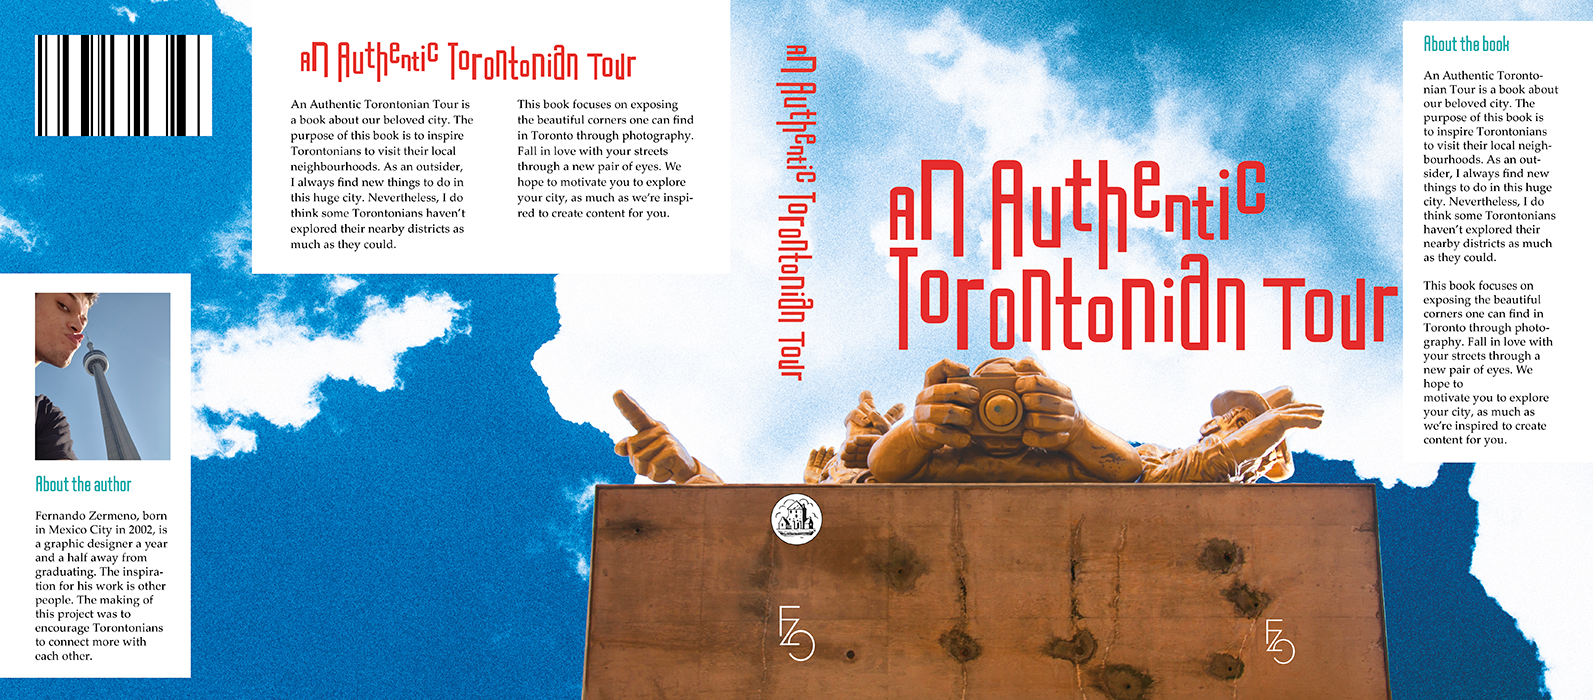 An Authentic Torontonian Tour
An Authentic Torontonian Tour is
a book about our beloved city. The
purpose of this book is to inspire
Torontonians to visit their local
neighbourhoods. As an outsider,
I always find new things to do in
this huge city. Nevertheless, I do
think some Torontonians haven't
explored their nearby districts as
much as they could.
This book focuses on exposing
the beautiful corners one can find
in Toronto through photography.
Fall in love with your streets
through a new pair of eyes. We
hope to motivate you to explore
your city, as much as we're inspi-
red to create content for you.
About the author
Fernando Zermeno, born
in Mexico City in 2002, is
a graphic designer a year
and a half away from
graduating. The inspira-
tion for his work is other
people. The making of
this project was to
encourage Torontonians
to connect more with
each other.
An Authentic Torontonian Tour
FZ
An Authentic
Torontonian Tour
FZ
About the book
An Authentic Toronto-
nian Tour is a book about
our beloved city. The
purpose of this book is
to inspire Torontonians
to visit their local neigh-
bourhoods. As an out-
sider, I always find new
things to do in this huge
city. Nevertheless, I do
think some Torontonians
haven't explored their
nearby districts as much
as they could.
This book focuses on
exposing the beautiful
corners one can find in
Toronto through photo-
graphy. Fall in love with
your streets through a
new pair of eyes. We
hope to
motivate you to explore
your city, as much as
we're inspired to create
content for you.